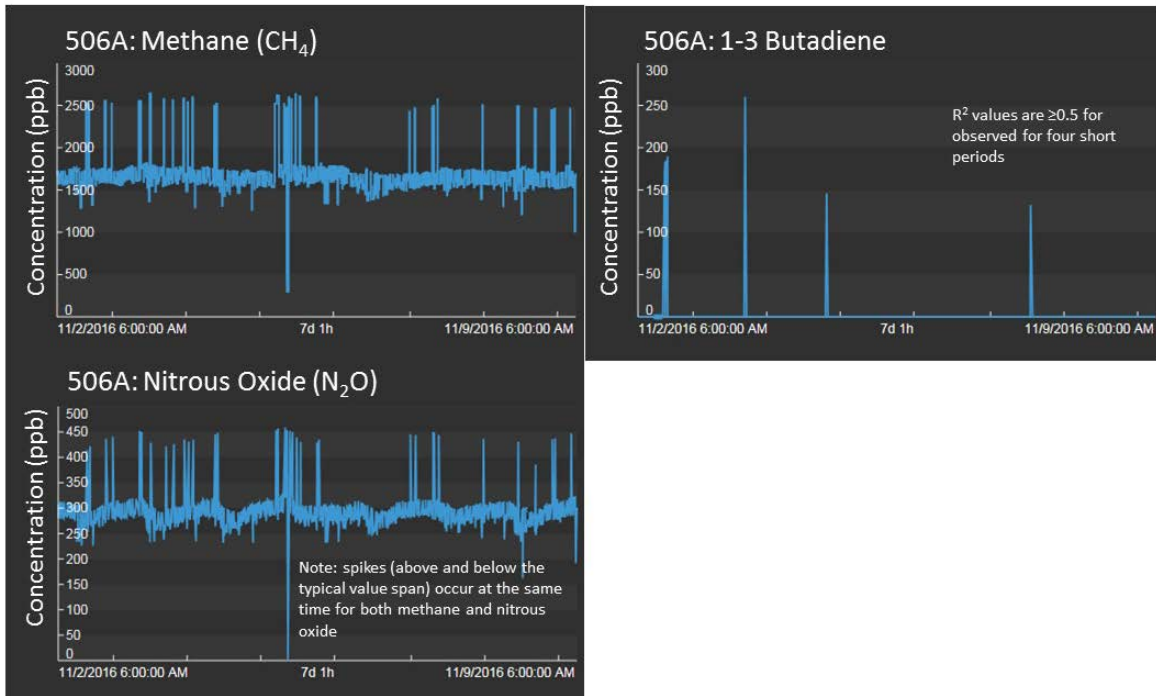 506A: Methane (CH₄)
Concentration (ppb)
3000
2500
2000
1500
1000
500
0
11/2/2016 6:00:00 AM 7d 1h 11/9/2016 6:00:00 AM
506A: 1-3 Butadiene
Concentration (ppb)
300
250
200
150
100
50
0
R² values are ≥0.5 for
observed for four short
periods
11/2/2016 6:00:00 AM 7d 1h 11/9/2016 6:00:00 AM
506A: Nitrous Oxide (N₂O)
Concentration (ppb)
500
450
400
350
300
250
200
150
100
50
0
Note: spikes (above and below the
typical value span) occur at the same
time for both methane and nitrous
oxide
11/2/2016 6:00:00 AM 7d 1h 11/9/2016 6:00:00 AM